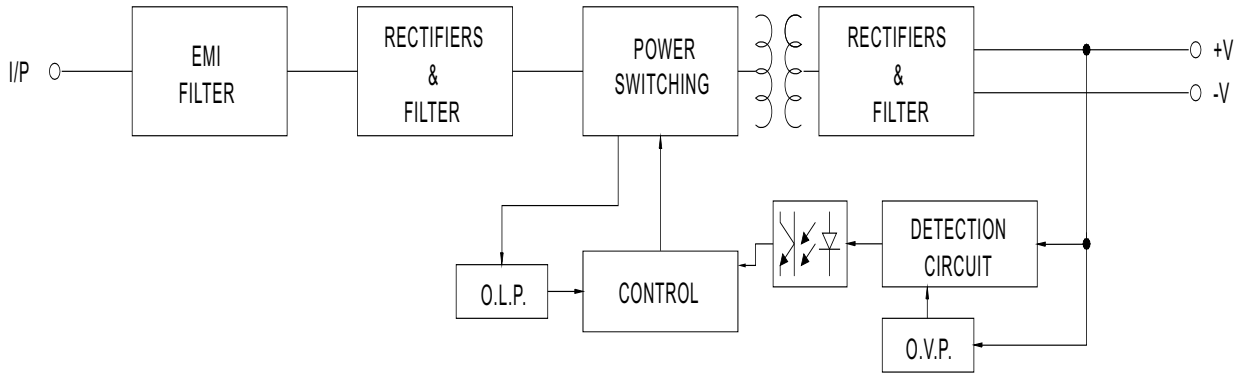 I/P
EMI
FILTER
RECTIFIERS
&
FILTER
POWER
SWITCHING
RECTIFIERS
&
FILTER
+V
-V
O.L.P.
CONTROL
DETECTION
CIRCUIT
O.V.P.